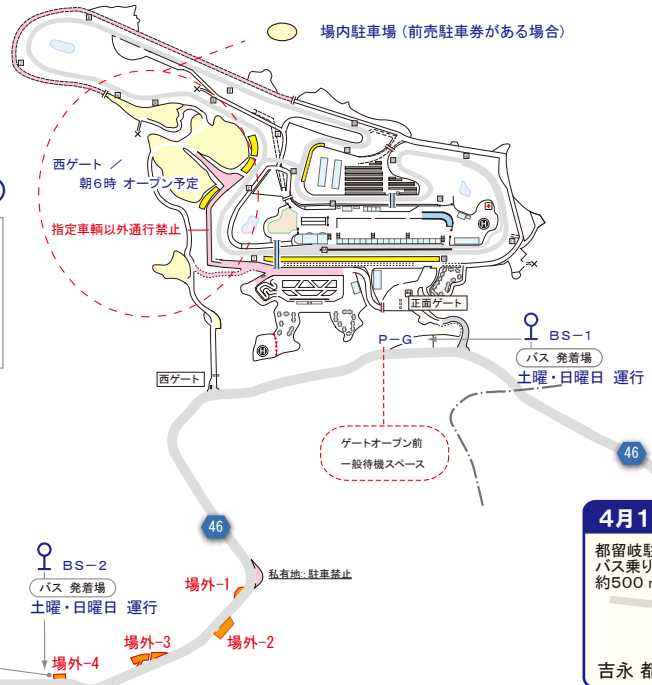 場内駐車場 (前売駐車券がある場合)
西ゲート ／
朝6時 オープン予定
指定車輌以外通行禁止
H
正面ゲート
P-G
BS-1
バス 発着場
土曜・日曜日 運行
西ゲート
H
ゲートオープン前
一般待機スペース
46
46
4月1
都留岐駐
バス乗り
約500
吉永 都
BS-2
バス 発着場
土曜・日曜日 運行
私有地: 駐車禁止
場外-1
場外-2
場外-3
場外-4